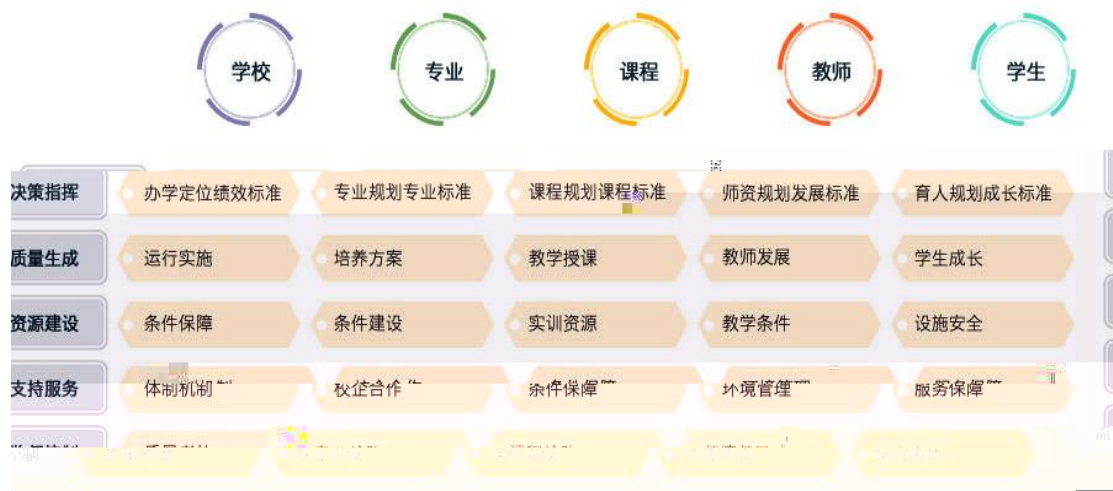 学校 专业 课程 教师 学生
决策指挥 办学定位绩效标准 专业规划专业标准 课程规划课程标准 师资规划发展标准 育人规划成长标准
质量生成 运行实施 培养方案 教学授课 教师发展 学生成长
资源建设 条件保障 条件建设 实训资源 教学条件 设施安全
支持服务 体制机制 校企合作 条件保障 环境管理 服务保障